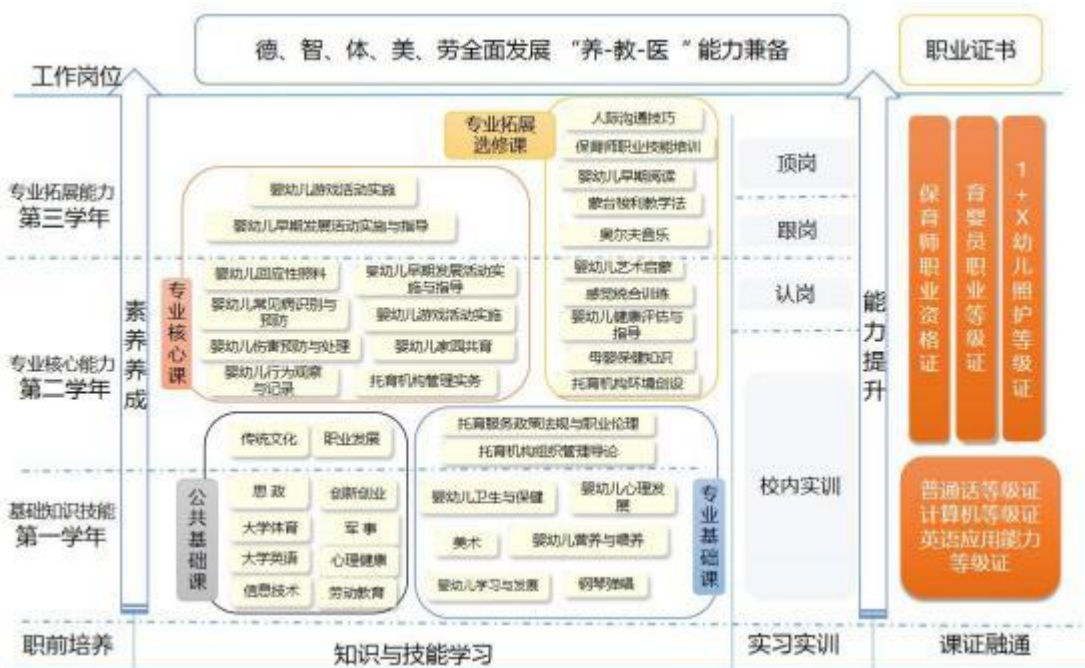 德、智、体、美、劳全面发展 “养-教-医“能力兼备
职业证书
工作岗位
专业拓展
选修课
人际沟通技巧
保育师职业技能培训
婴幼儿早期阅读
蒙台梭利教学法
奥尔夫音乐
婴幼儿艺术启蒙
感觉统合训练
婴幼儿健康评估与
指导
母婴保健知识
托育机构环境创设
专业拓展能力
第三学年
婴幼儿游戏活动实施
婴幼儿早期发展活动实施与指导
专业核心课
婴幼儿回应性照料
婴幼儿早期发展活动实
施与指导
婴幼儿常见病识别与
预防
婴幼儿游戏活动实施
婴幼儿伤害预防与处理
婴幼儿家园共育
婴幼儿行为观察
与记录
托育机构管理实务
专业核心能力
第二学年
素养养成
顶岗
跟岗
认岗
校内实训
能力提升
保育师职业资格证
育婴员职业等级证
1+X幼儿照护等级证
公共基础课
传统文化
职业发展
思 政
创新创业
大学体育
军 事
大学英语
心理健康
信息技术
劳动教育
托育服务政策法规与职业伦理
托育机构组织管理导论
婴幼儿卫生与保健
婴幼儿心理发
展
美术
婴幼儿营养与喂养
婴幼儿学习与发展
钢琴弹唱
专业基础课
基础知识技能
第一学年
普通话等级证
计算机等级证
英语应用能力
等级证
职前培养
知识与技能学习
实习实训
课证融通